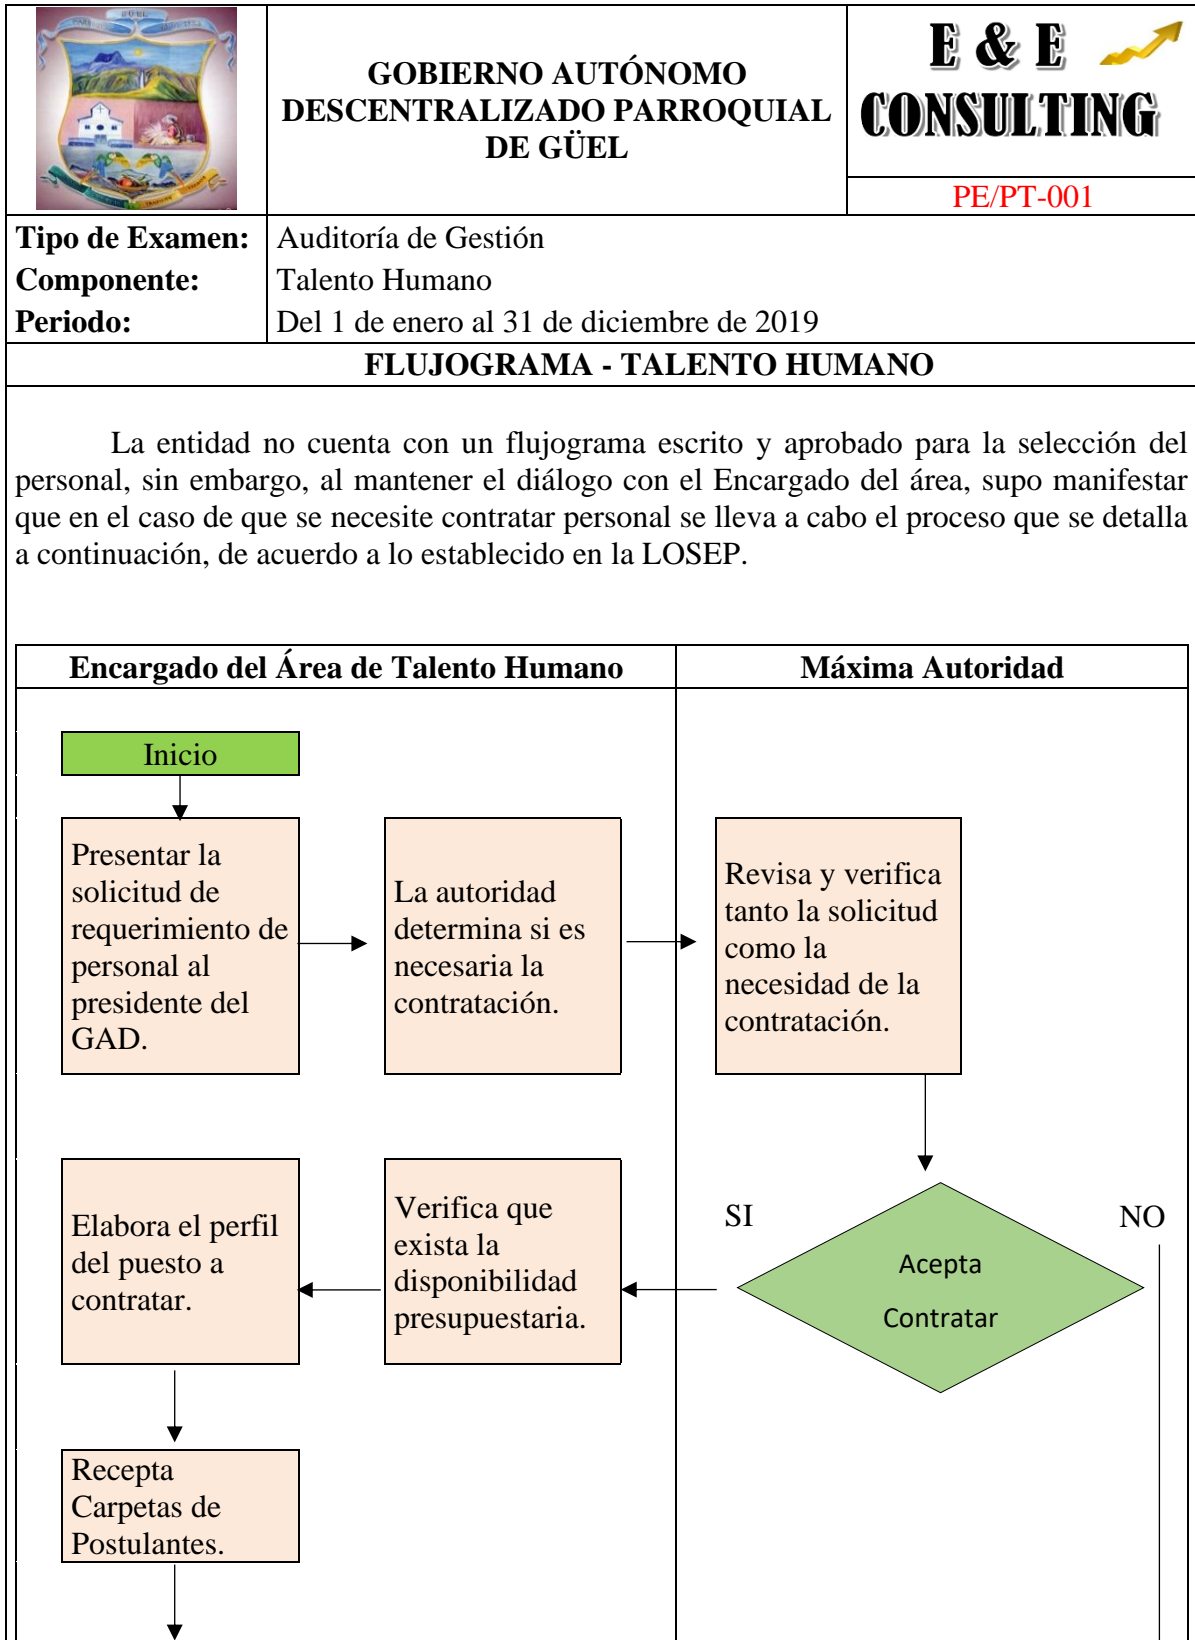 GOBIERNO AUTÓNOMO
DESCENTRALIZADO PARROQUIAL
DE GÜEL
E & E
CONSULTING
PE/PT-001
Tipo de Examen: Auditoría de Gestión
Componente: Talento Humano
Periodo: Del 1 de enero al 31 de diciembre de 2019
FLUJOGRAMA - TALENTO HUMANO
La entidad no cuenta con un flujograma escrito y aprobado para la selección del
personal, sin embargo, al mantener el diálogo con el Encargado del área, supo manifestar
que en el caso de que se necesite contratar personal se lleva a cabo el proceso que se detalla
a continuación, de acuerdo a lo establecido en la LOSEP.
Encargado del Área de Talento Humano
Máxima Autoridad
Inicio
Presentar la
solicitud de
requerimiento de
personal al
presidente del
GAD.
La autoridad
determina si es
necesaria la
contratación.
Revisa y verifica
tanto la solicitud
como la
necesidad de la
contratación.
Elabora el perfil
del puesto a
contratar.
Verifica que
exista la
disponibilidad
presupuestaria.
SI
Acepta
Contratar
NO
Recepta
Carpetas de
Postulantes.